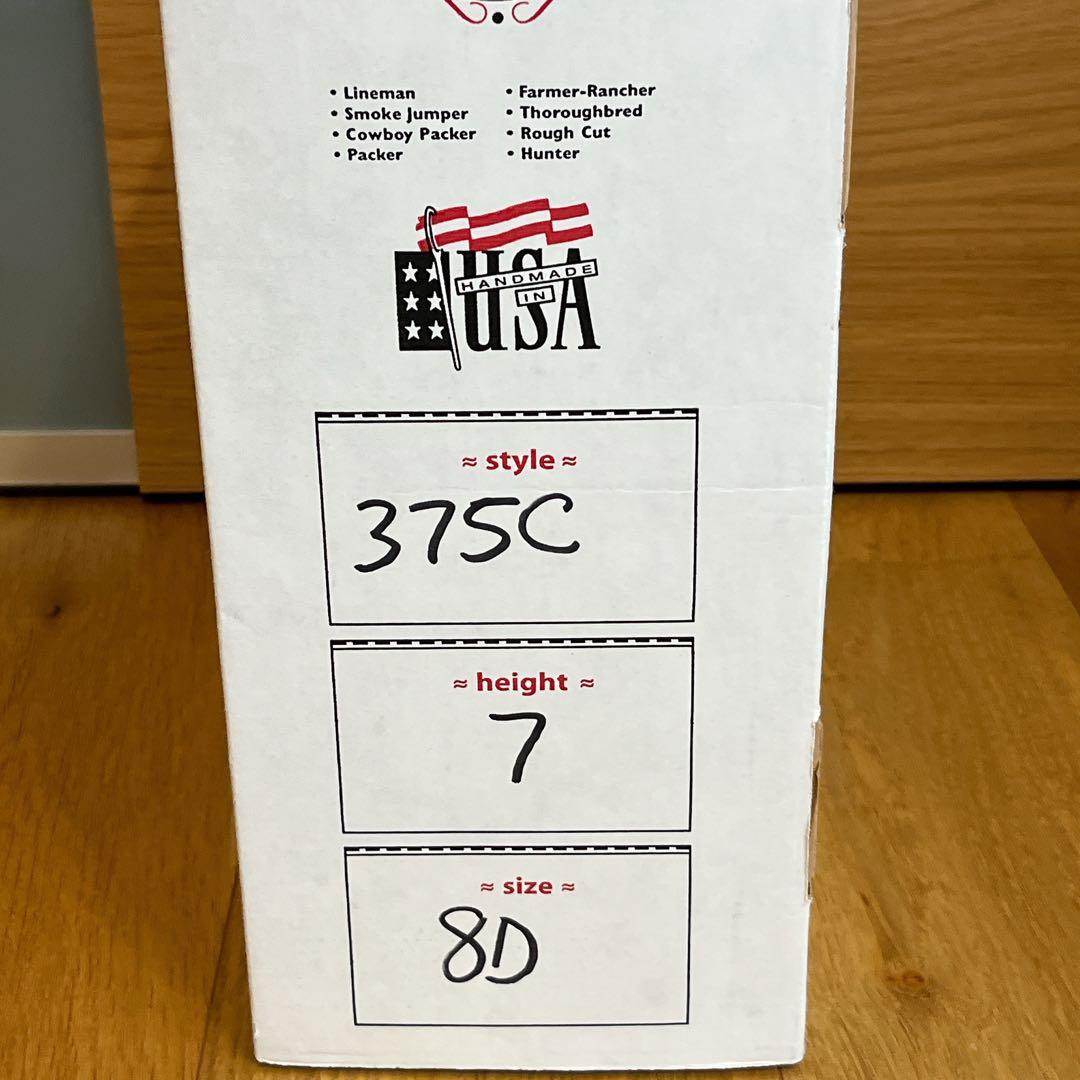 • Lineman
• Smoke Jumper
• Cowboy Packer
• Packer
• Farmer-Rancher
• Thoroughbred
• Rough Cut
• Hunter
HANDMADE
IN
USA
≈ style ≈
375C
≈ height ≈
7
≈ size ≈
8D